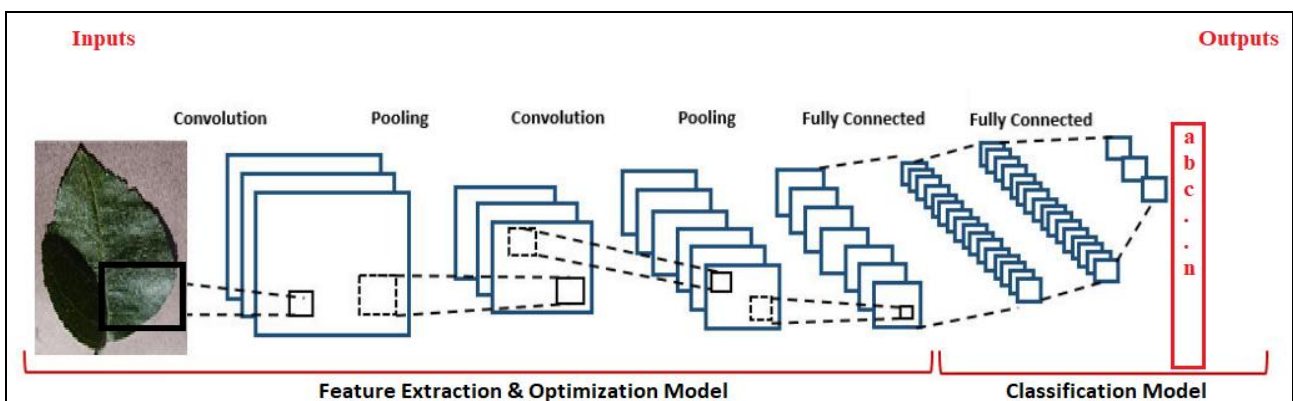 Inputs
Outputs
Convolution
Pooling
Convolution
Pooling
Fully Connected
Fully Connected
a
b
c
.
.
n
Feature Extraction & Optimization Model
Classification Model